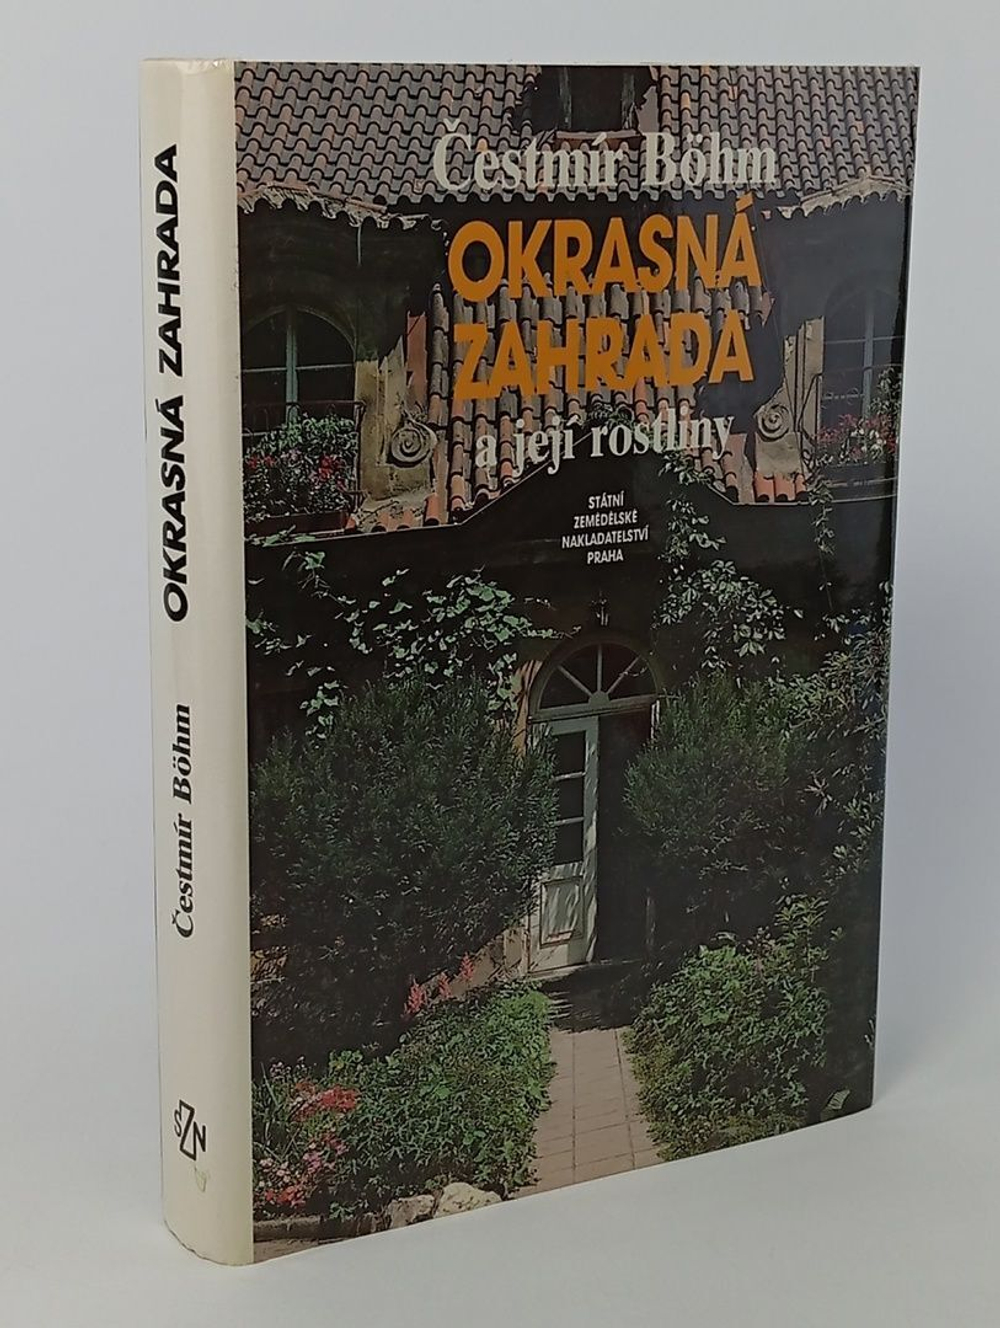 Čestmír Böhm
OKRASNÁ
ZAHRADA
a její rostliny
STÁTNÍ
ZEMĚDĚLSKÉ
NAKLADATELSTVÍ
PRAHA
Čestmír Böhm OKRASNÁ ZAHRADA
SZN